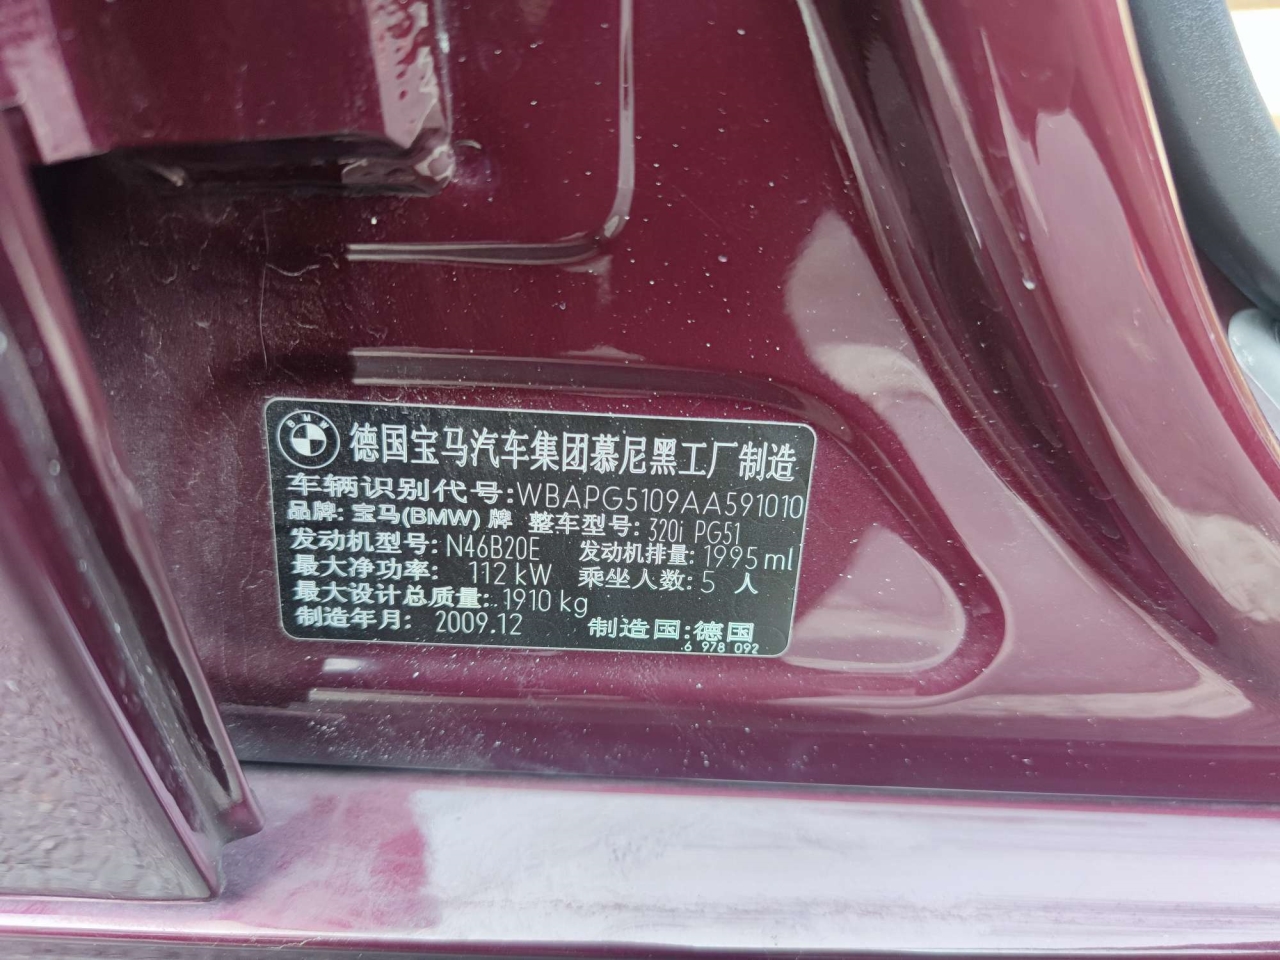 BMW
德国宝马汽车集团慕尼黑工厂制造
车辆识别代号:WBAPG5109AA591010
品牌: 宝马(BMW) 牌 整车型号: 320i PG51
发动机型号: N46B20E 发动机排量: 1995 ml
最大净功率: 112 kW 乘坐人数: 5 人
最大设计总质量: 1910 kg
制造年月: 2009.12 制造国: 德国
6 978 092